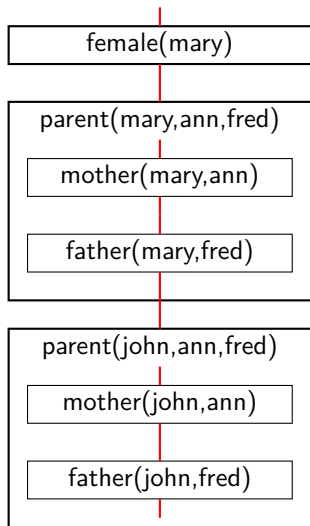 female(mary)
parent(mary,ann,fred)
mother(mary,ann)
father(mary,fred)
parent(john,ann,fred)
mother(john,ann)
father(john,fred)